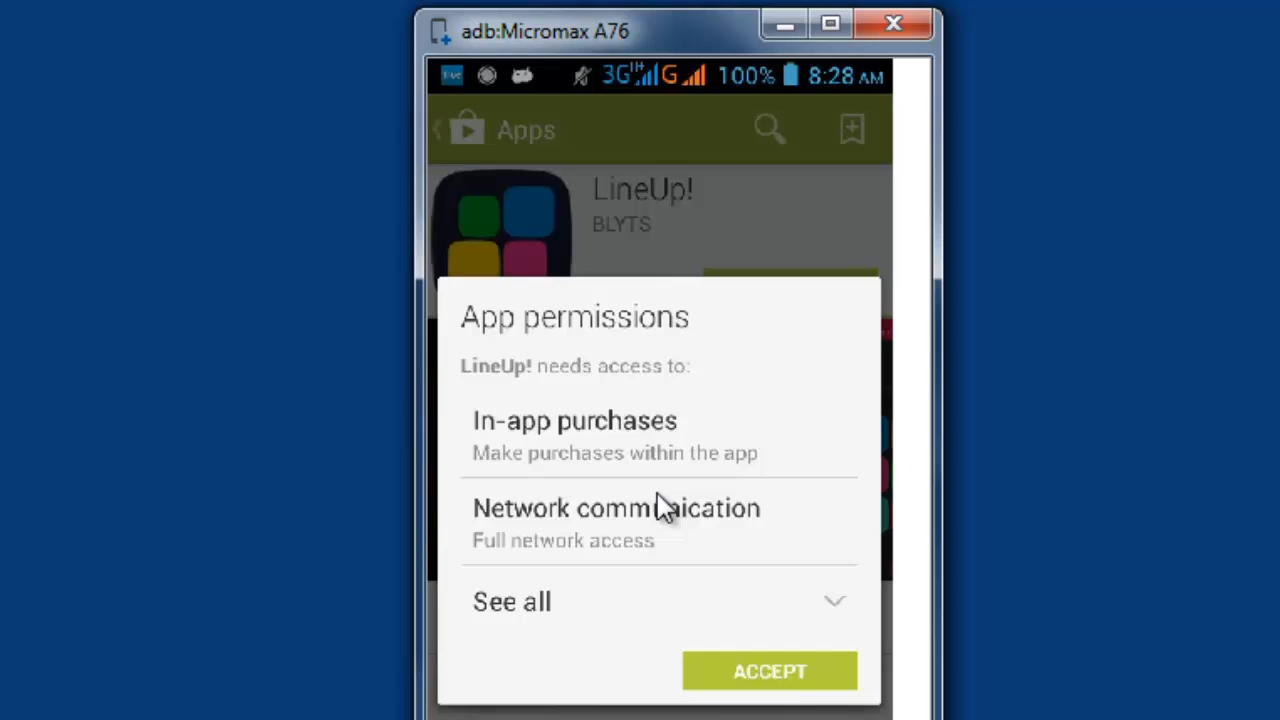 adb:Micromax A76
3G G 100% 8:28 AM
Apps
LineUp!
BLYTS
App permissions
LineUp! needs access to:
In-app purchases
Make purchases within the app
Network communication
Full network access
See all
ACCEPT